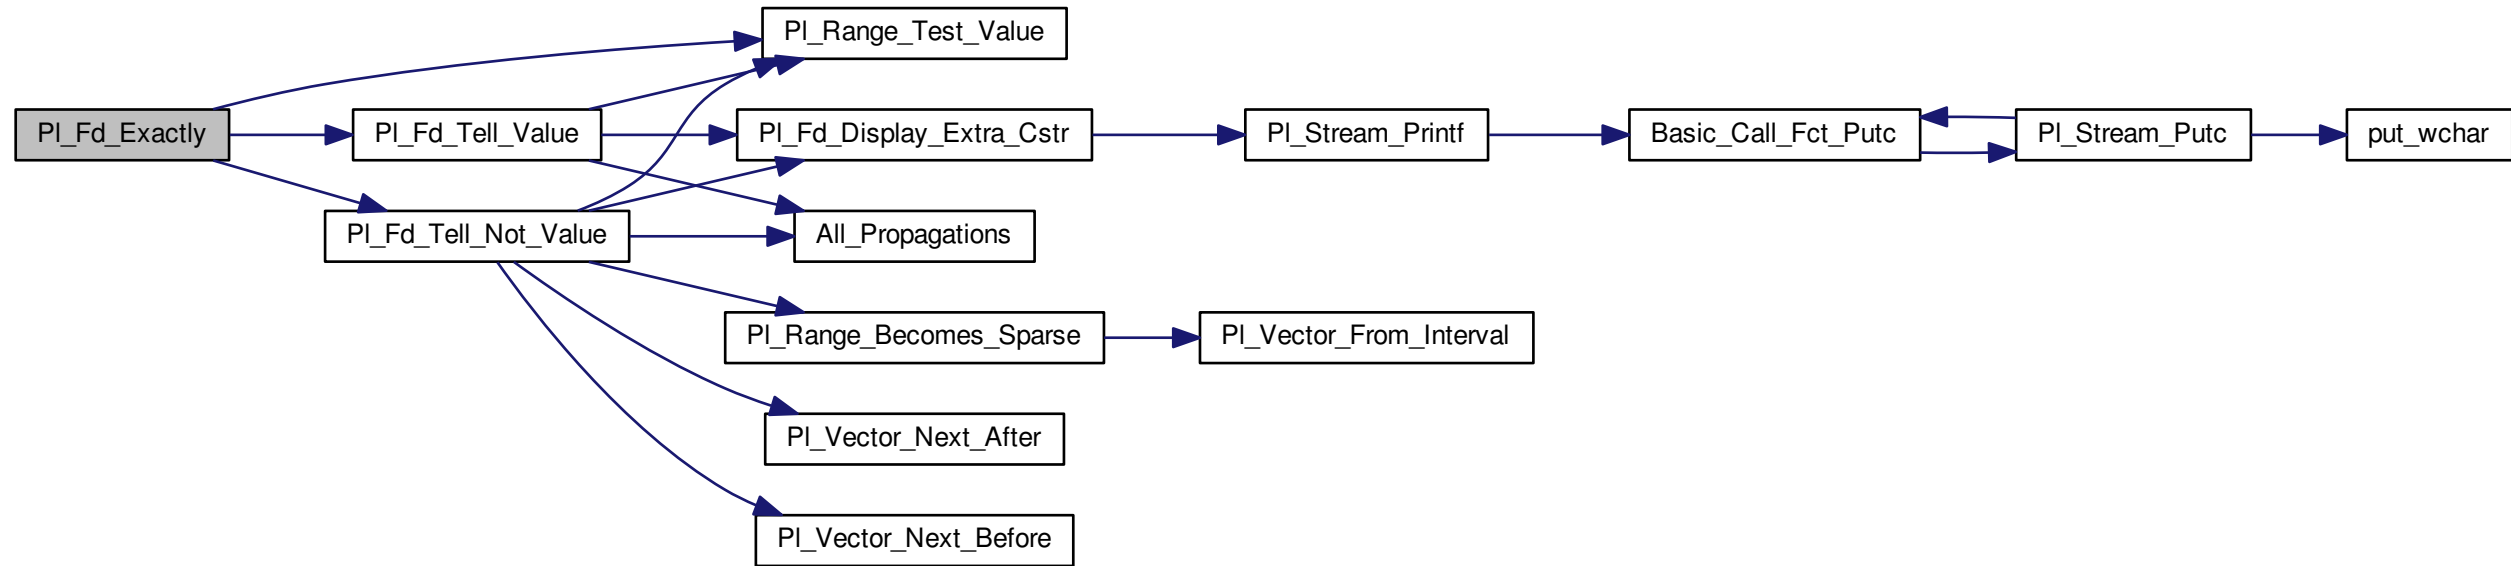 Pl_Range_Test_Value
Pl_Fd_Exactly
Pl_Fd_Tell_Value
Pl_Fd_Display_Extra_Cstr
Pl_Stream_Printf
Basic_Call_Fct_Putc
Pl_Stream_Putc
put_wchar
Pl_Fd_Tell_Not_Value
All_Propagations
Pl_Range_Becomes_Sparse
Pl_Vector_From_Interval
Pl_Vector_Next_After
Pl_Vector_Next_Before